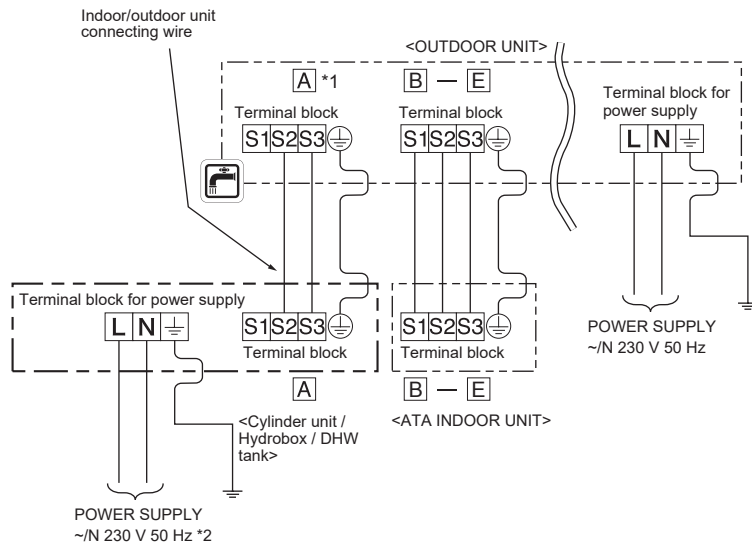 Indoor/outdoor unit
connecting wire
<OUTDOOR UNIT>
A *1
B — E
Terminal block
Terminal block
Terminal block for
power supply
S1 S2 S3
S1 S2 S3
L N
Terminal block for power supply
L N
S1 S2 S3
S1 S2 S3
Terminal block
Terminal block
POWER SUPPLY
~/N 230 V 50 Hz
A
B — E
<Cylinder unit /
Hydrobox / DHW
tank>
<ATA INDOOR UNIT>
POWER SUPPLY
~/N 230 V 50 Hz *2